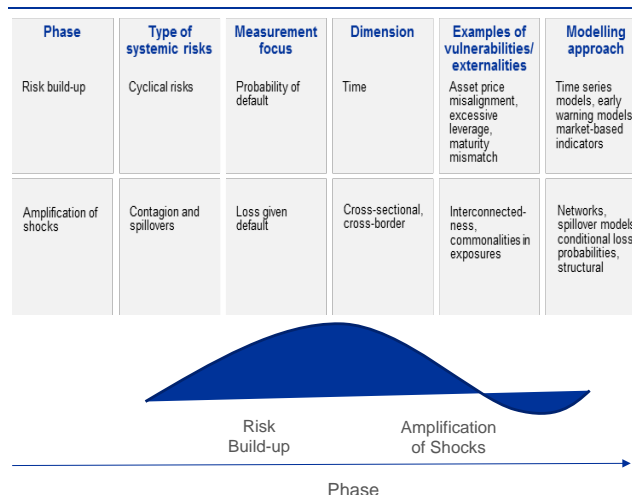 Phase
Type of
systemic risks
Measurement
focus
Dimension
Examples of
vulnerabilities/
externalities
Modelling
approach
Risk build-up
Cyclical risks
Probability of
default
Time
Asset price
misalignment,
excessive
leverage,
maturity
mismatch
Time series
models, early
warning models
market-based
indicators
Amplification of
shocks
Contagion and
spillovers
Loss given
default
Cross-sectional,
cross-border
Interconnected-
ness,
commonalities in
exposures
Networks,
spillover models
conditional loss
probabilities,
structural
Risk
Build-up
Amplification
of Shocks
Phase